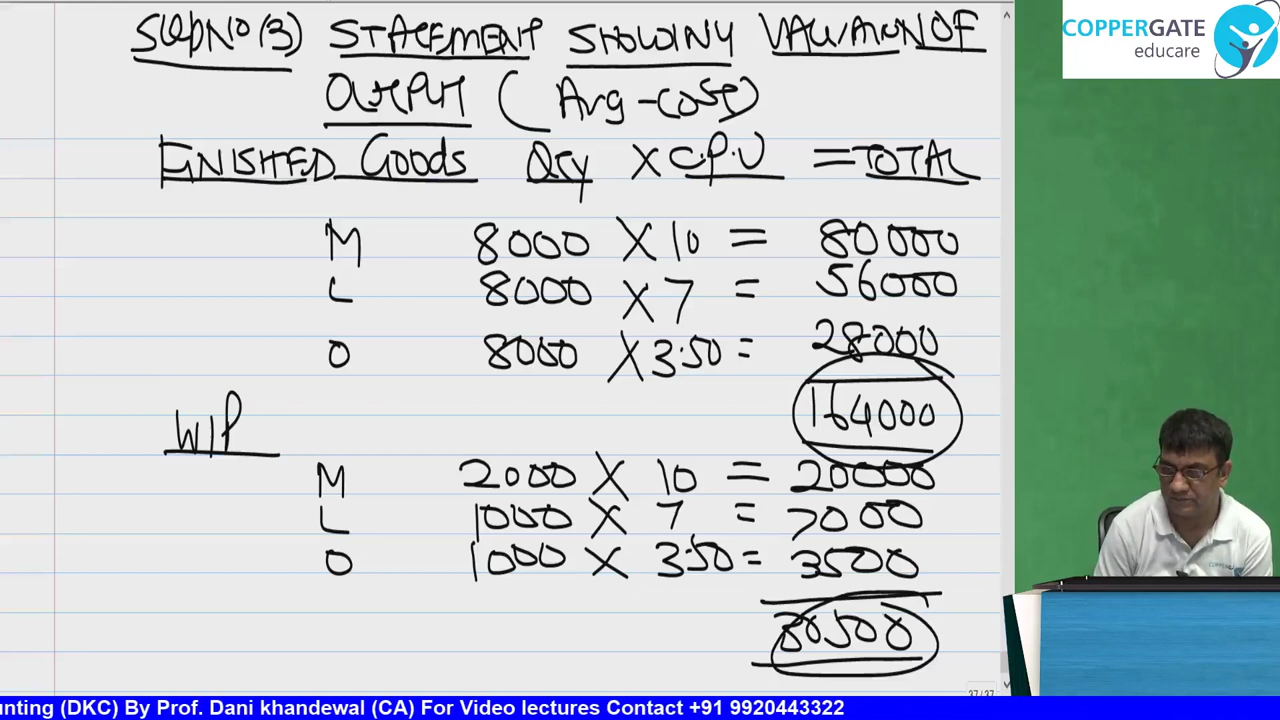 COPPERGATE
educare
Step No (3) STATEMENT SHOWING VALUATION OF
OUTPUT (Avg-cost)
FINISHED Goods Qty X C.P.U = TOTAL
M 8000 X 10 = 80000
L 8000 X 7 = 56000
O 8000 X 3.50 = 28000
164000
WIP
M 2000 X 10 = 20000
L 1000 X 7 = 7000
O 1000 X 3.50 = 3500
30500
37/37
unting (DKC) By Prof. Dani khandewal (CA) For Video lectures Contact +91 9920443322